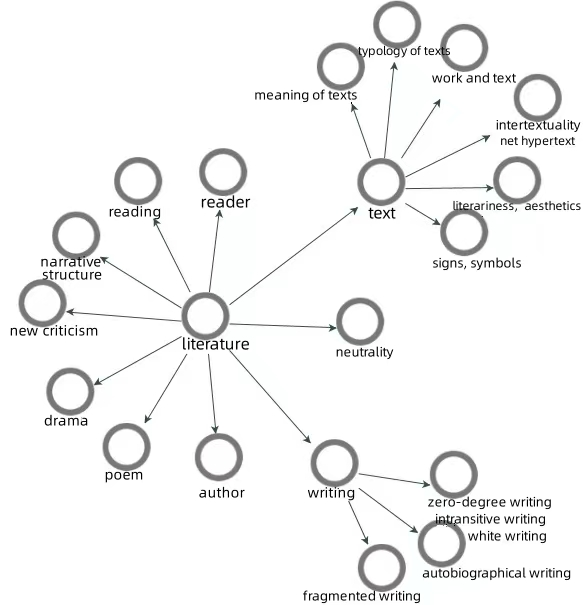 typology of texts
work and text
meaning of texts
intertextuality
net hypertext
reading
reader
text
literariness, aesthetics
narrative
structure
signs, symbols
new criticism
literature
neutrality
drama
poem
author
writing
zero-degree writing
intransitive writing
white writing
autobiographical writing
fragmented writing